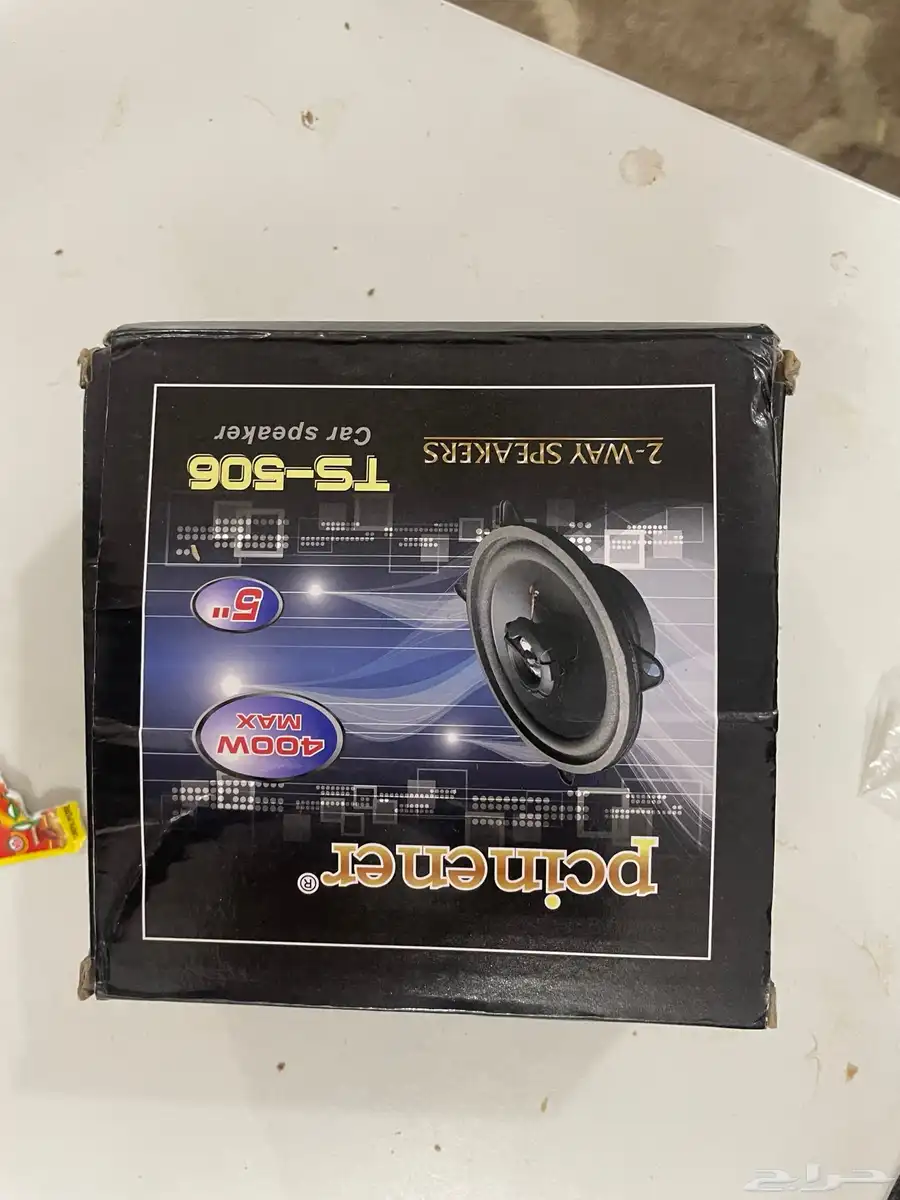 pcinener®
400W
MAX
5"
2-WAY SPEAKERS
TS-506
Car speaker
حراج